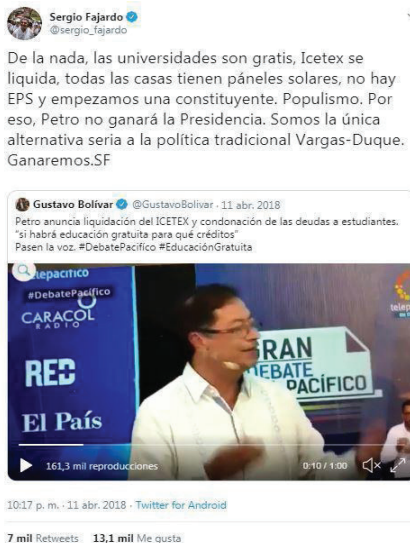 Sergio Fajardo
@sergio_fajardo
De la nada, las universidades son gratis, Icetex se
liquida, todas las casas tienen páneles solares, no hay
EPS y empezamos una constituyente. Populismo. Por
eso, Petro no ganará la Presidencia. Somos la única
alternativa seria a la política tradicional Vargas-Duque.
Ganaremos.SF
Gustavo Bolívar @GustavoBolivar · 11 abr. 2018
Petro anuncia liquidación del ICETEX y condonación de las deudas a estudiantes.
"si habrá educación gratuita para qué créditos"
Pasen la voz. #DebatePacifico #EducaciónGratuita
lepacífico
#DebatePacífico
CARACOL
RADIO
RED
El País
GRAN
DEBATE
PACÍFICO
telep
161,3 mil reproducciones
0:10 / 1:00
10:17 p. m. · 11 abr. 2018 · Twitter for Android
7 mil Retweets 13,1 mil Me gusta